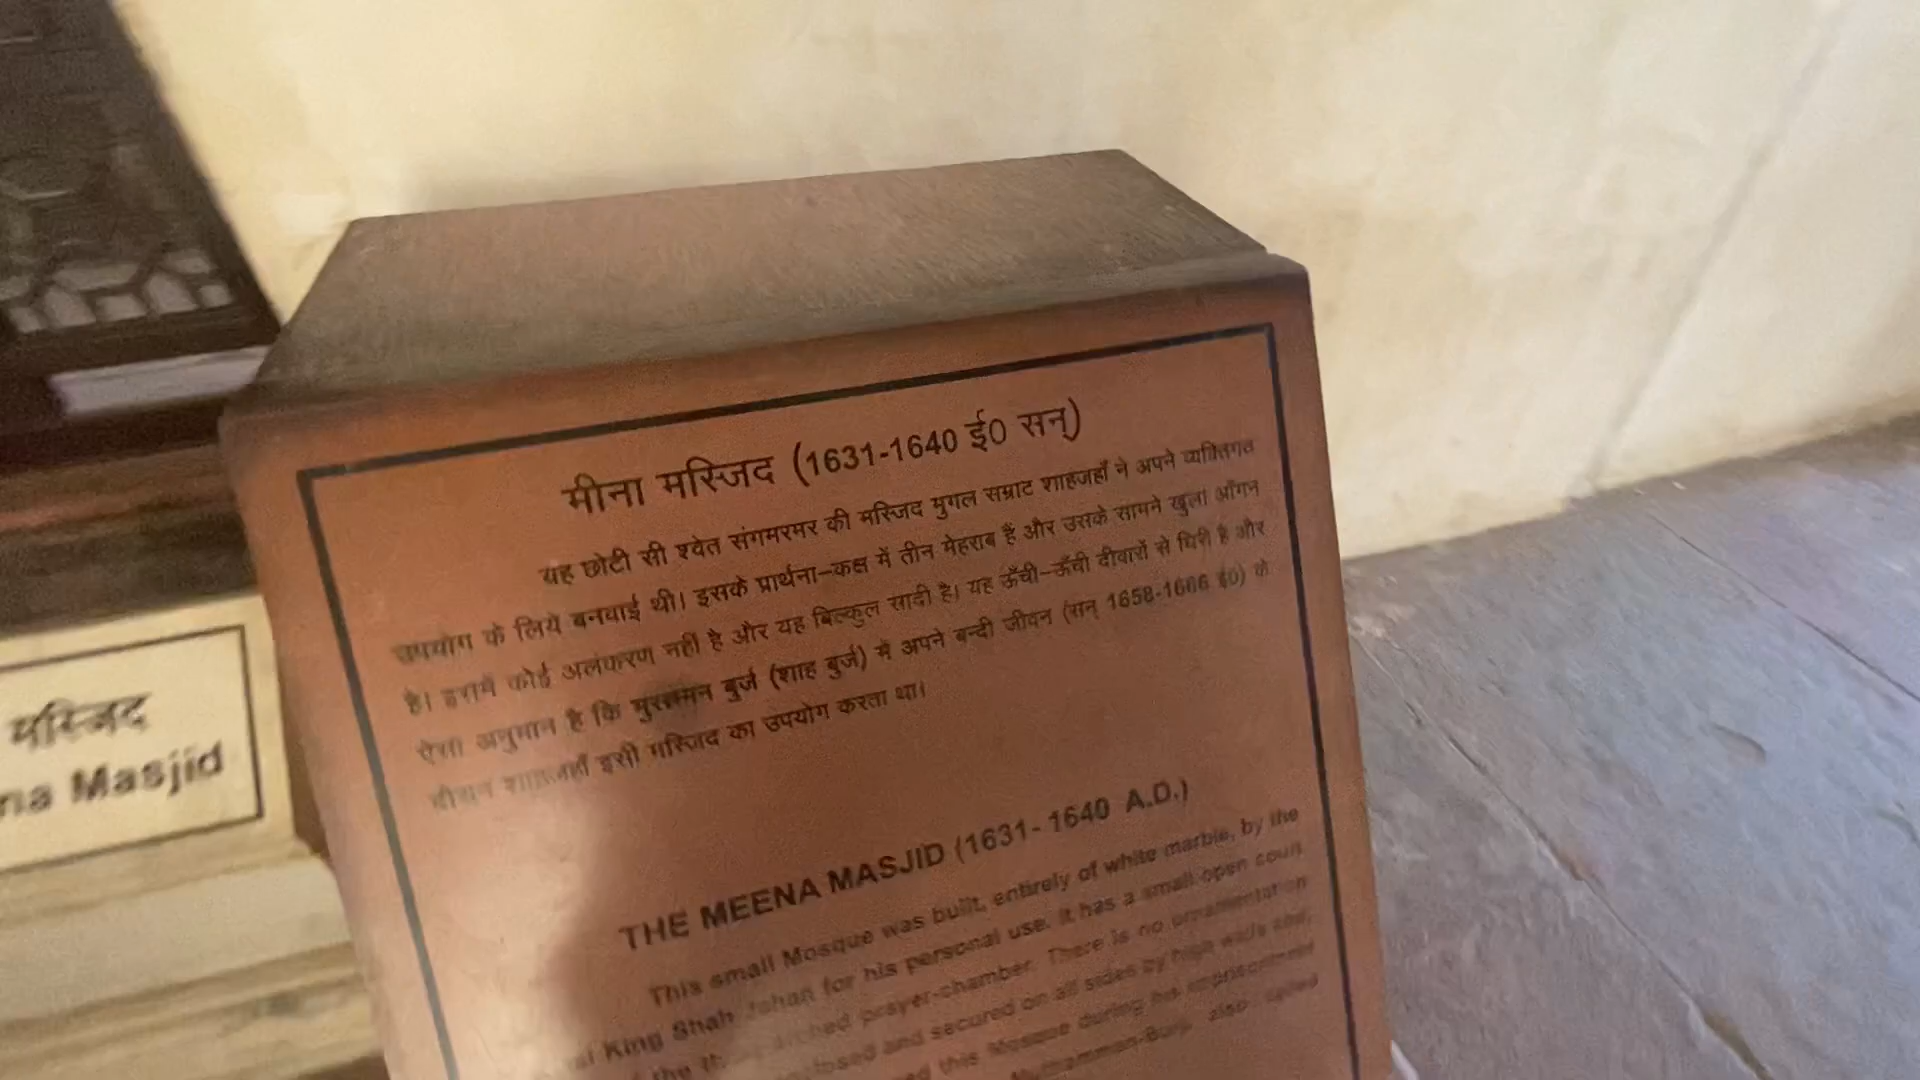 मीना मस्जिद (1631-1640 ई0 सन्)
यह छोटी सी श्वेत संगमरमर की मस्जिद मुगल सम्राट शाहजहाँ ने अपने व्यक्तिगत
उपयोग के लिये बनवाई थी। इसके प्रार्थना-कक्ष में तीन मेहराब हैं और उसके सामने खुला आँगन
है। इसमें कोई अलंकरण नहीं है और यह बिल्कुल सादी है। यह ऊँची-ऊँची दीवारों से घिरी है और
ऐसा अनुमान है कि मुसम्मन बुर्ज (शाह बुर्ज) में अपने बन्दी जीवन (सन् 1658-1666 ई0) के
दौरान शाहजहाँ इसी मस्जिद का उपयोग करता था।
THE MEENA MASJID (1631-1640 A.D.)
This small Mosque was built, entirely of white marble, by the
King Shah Jahan for his personal use. It has a small open court
the prayer-chamber. There is no ornamentation
and secured on all sides by high walls
this Mosque during his imprisonment
also called
मस्जिद
Masjid